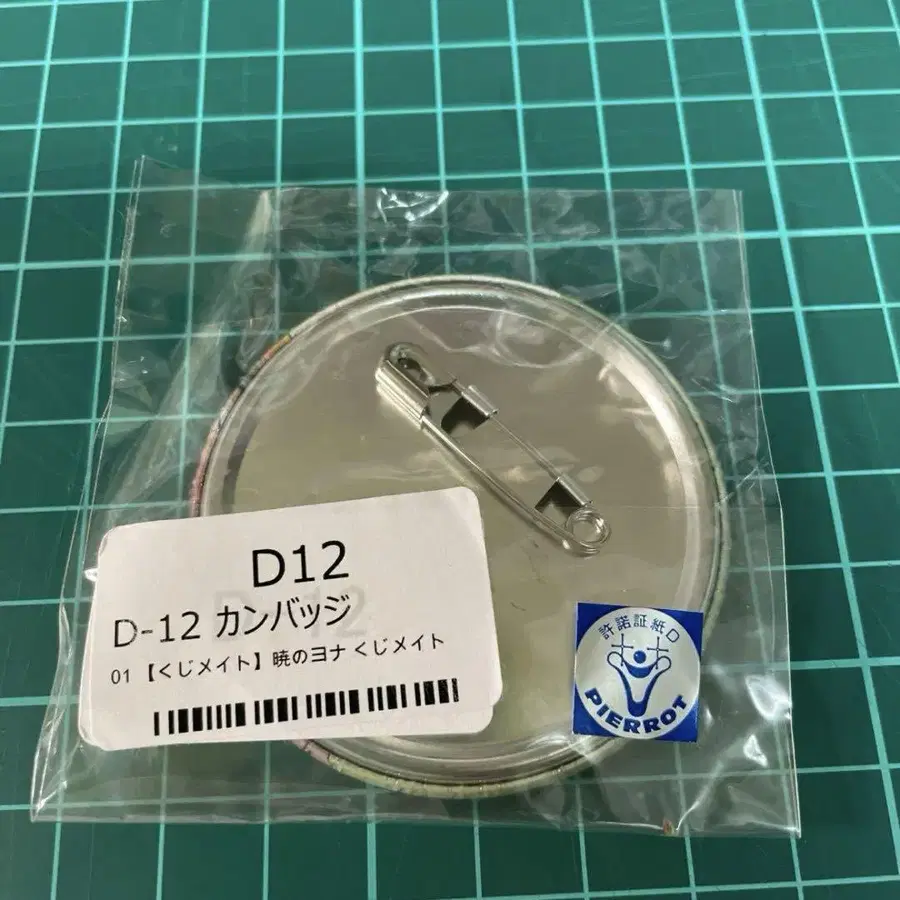 D12
D-12 カンバッジ
01 【くじメイト】暁のヨナ くじメイト
許諾証紙D
PIERROT